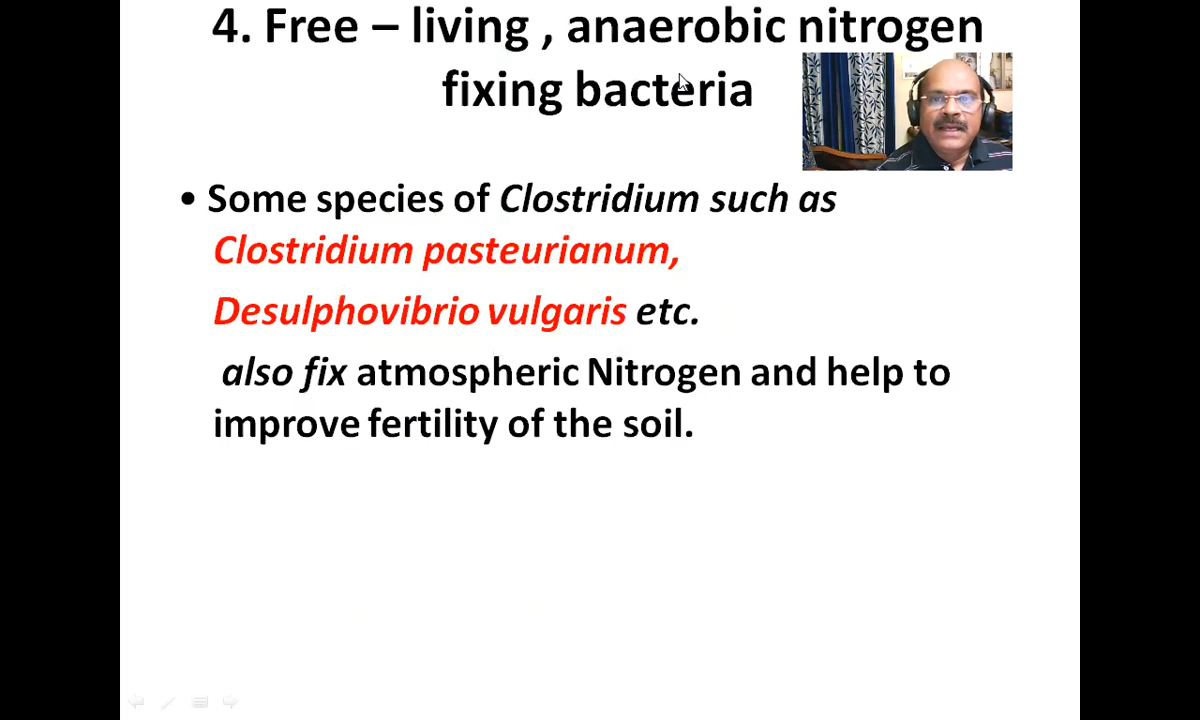 4. Free – living , anaerobic nitrogen
fixing bacteria
• Some species of Clostridium such as
Clostridium pasteurianum,
Desulphovibrio vulgaris etc.
also fix atmospheric Nitrogen and help to
improve fertility of the soil.